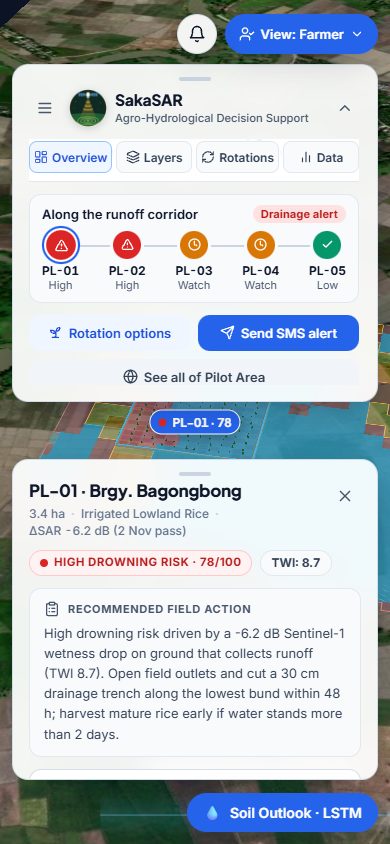 View: Farmer
SakaSAR
Agro-Hydrological Decision Support
Overview
Layers
Rotations
Data
Along the runoff corridor
Drainage alert
PL-01
PL-02
PL-03
PL-04
PL-05
High
High
Watch
Watch
Low
Rotation options
Send SMS alert
See all of Pilot Area
PL-01 · 78
PL-01 · Brgy. Bagongbong
3.4 ha · Irrigated Lowland Rice ·
ΔSAR -6.2 dB (2 Nov pass)
HIGH DROWNING RISK · 78/100
TWI: 8.7
RECOMMENDED FIELD ACTION
High drowning risk driven by a -6.2 dB Sentinel-1
wetness drop on ground that collects runoff
(TWI 8.7). Open field outlets and cut a 30 cm
drainage trench along the lowest bund within 48
h; harvest mature rice early if water stands more
than 2 days.
Soil Outlook · LSTM